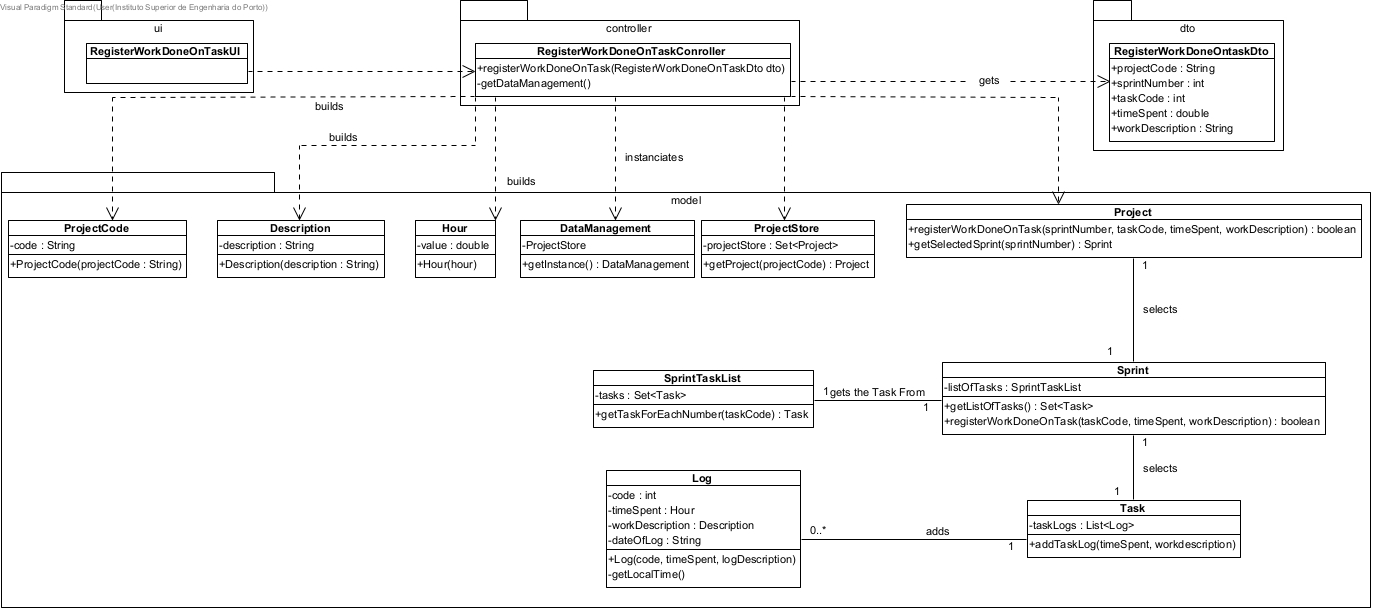 Visual Paradigm Standard(User(Instituto Superior de Engenharia do Porto))
ui
RegisterWorkDoneOnTaskUI
controller
RegisterWorkDoneOnTaskConroller
+registerWorkDoneOnTask(RegisterWorkDoneOnTaskDto dto)
-getDataManagement()
dto
RegisterWorkDoneOntaskDto
+projectCode : String
+sprintNumber : int
+taskCode : int
+timeSpent : double
+workDescription : String
gets
builds
builds
instanciates
builds
model
ProjectCode
-code : String
+ProjectCode(projectCode : String)
Description
-description : String
+Description(description : String)
Hour
-value : double
+Hour(hour)
DataManagement
-ProjectStore
+getInstance() : DataManagement
ProjectStore
-projectStore : Set<Project>
+getProject(projectCode) : Project
Project
+registerWorkDoneOnTask(sprintNumber, taskCode, timeSpent, workDescription) : boolean
+getSelectedSprint(sprintNumber) : Sprint
1
selects
1
SprintTaskList
-tasks : Set<Task>
+getTaskForEachNumber(taskCode) : Task
1
gets the Task From
1
Sprint
-listOfTasks : SprintTaskList
+getListOfTasks() : Set<Task>
+registerWorkDoneOnTask(taskCode, timeSpent, workDescription) : boolean
1
selects
1
Log
-code : int
-timeSpent : Hour
-workDescription : Description
-dateOfLog : String
+Log(code, timeSpent, logDescription)
-getLocalTime()
0..*
adds
1
Task
-taskLogs : List<Log>
+addTaskLog(timeSpent, workdescription)